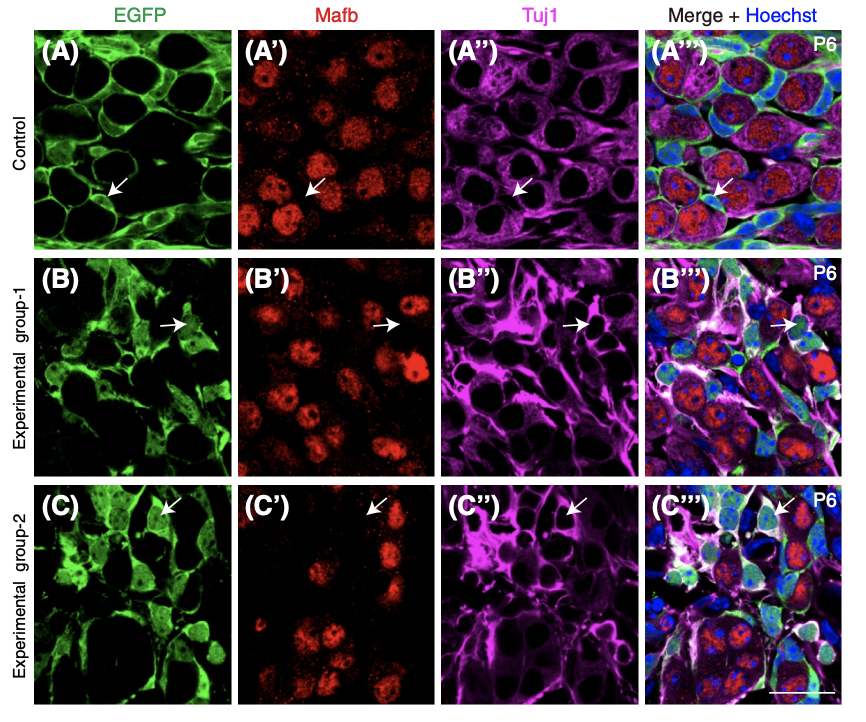 EGFP Mafb Tuj1 Merge + Hoechst
Control
(A) (A') (A'') (A''') P6
Experimental group-1
(B) (B') (B'') (B''') P6
Experimental group-2
(C) (C') (C'') (C''') P6